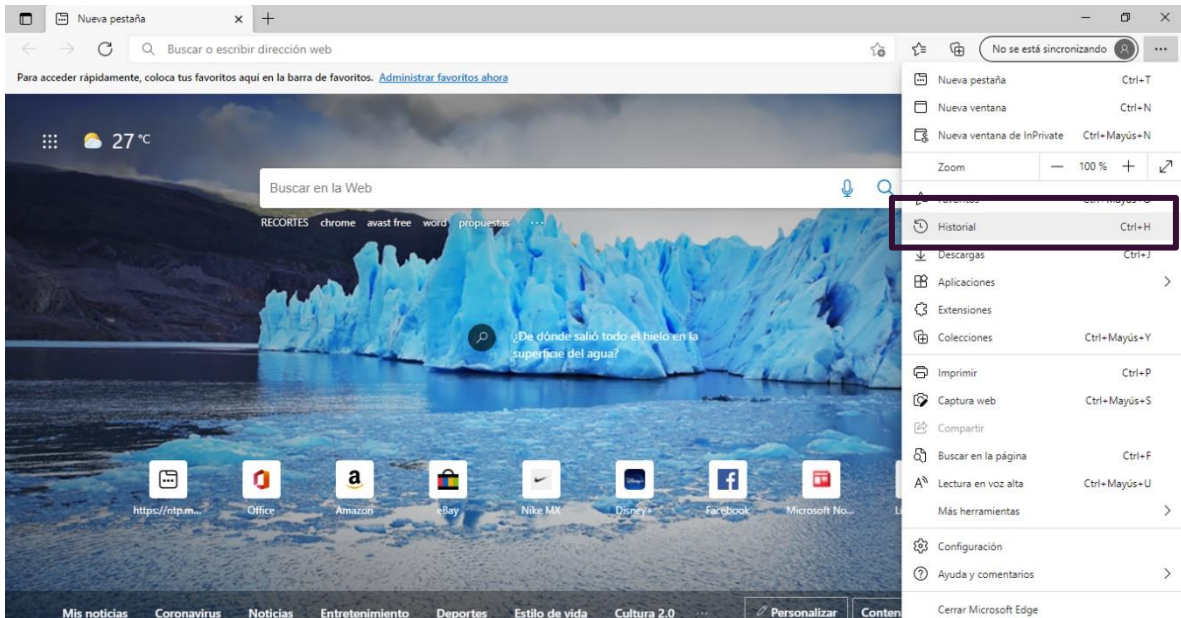 Nueva pestaña
Buscar o escribir dirección web
No se está sincronizando
Para acceder rápidamente, coloca tus favoritos aquí en la barra de favoritos. Administrar favoritos ahora
27 °C
Buscar en la Web
RECORTES chrome avast free word propuestas ...
¿De dónde salió todo el hielo en la
superficie del agua?
https://ntp.m... Office Amazon eBay Nike MX Disney+ Facebook Microsoft No...
Mis noticias Coronavirus Noticias Entretenimiento Deportes Estilo de vida Cultura 2.0 ... Personalizar Conten
Nueva pestaña Ctrl+T
Nueva ventana Ctrl+N
Nueva ventana de InPrivate Ctrl+Mayús+N
Zoom — 100 % +
Favoritos Ctrl+Mayús+O
Historial Ctrl+H
Descargas Ctrl+J
Aplicaciones
Extensiones
Colecciones Ctrl+Mayús+Y
Imprimir Ctrl+P
Captura web Ctrl+Mayús+S
Compartir
Buscar en la página Ctrl+F
Lectura en voz alta Ctrl+Mayús+U
Más herramientas
Configuración
Ayuda y comentarios
Cerrar Microsoft Edge